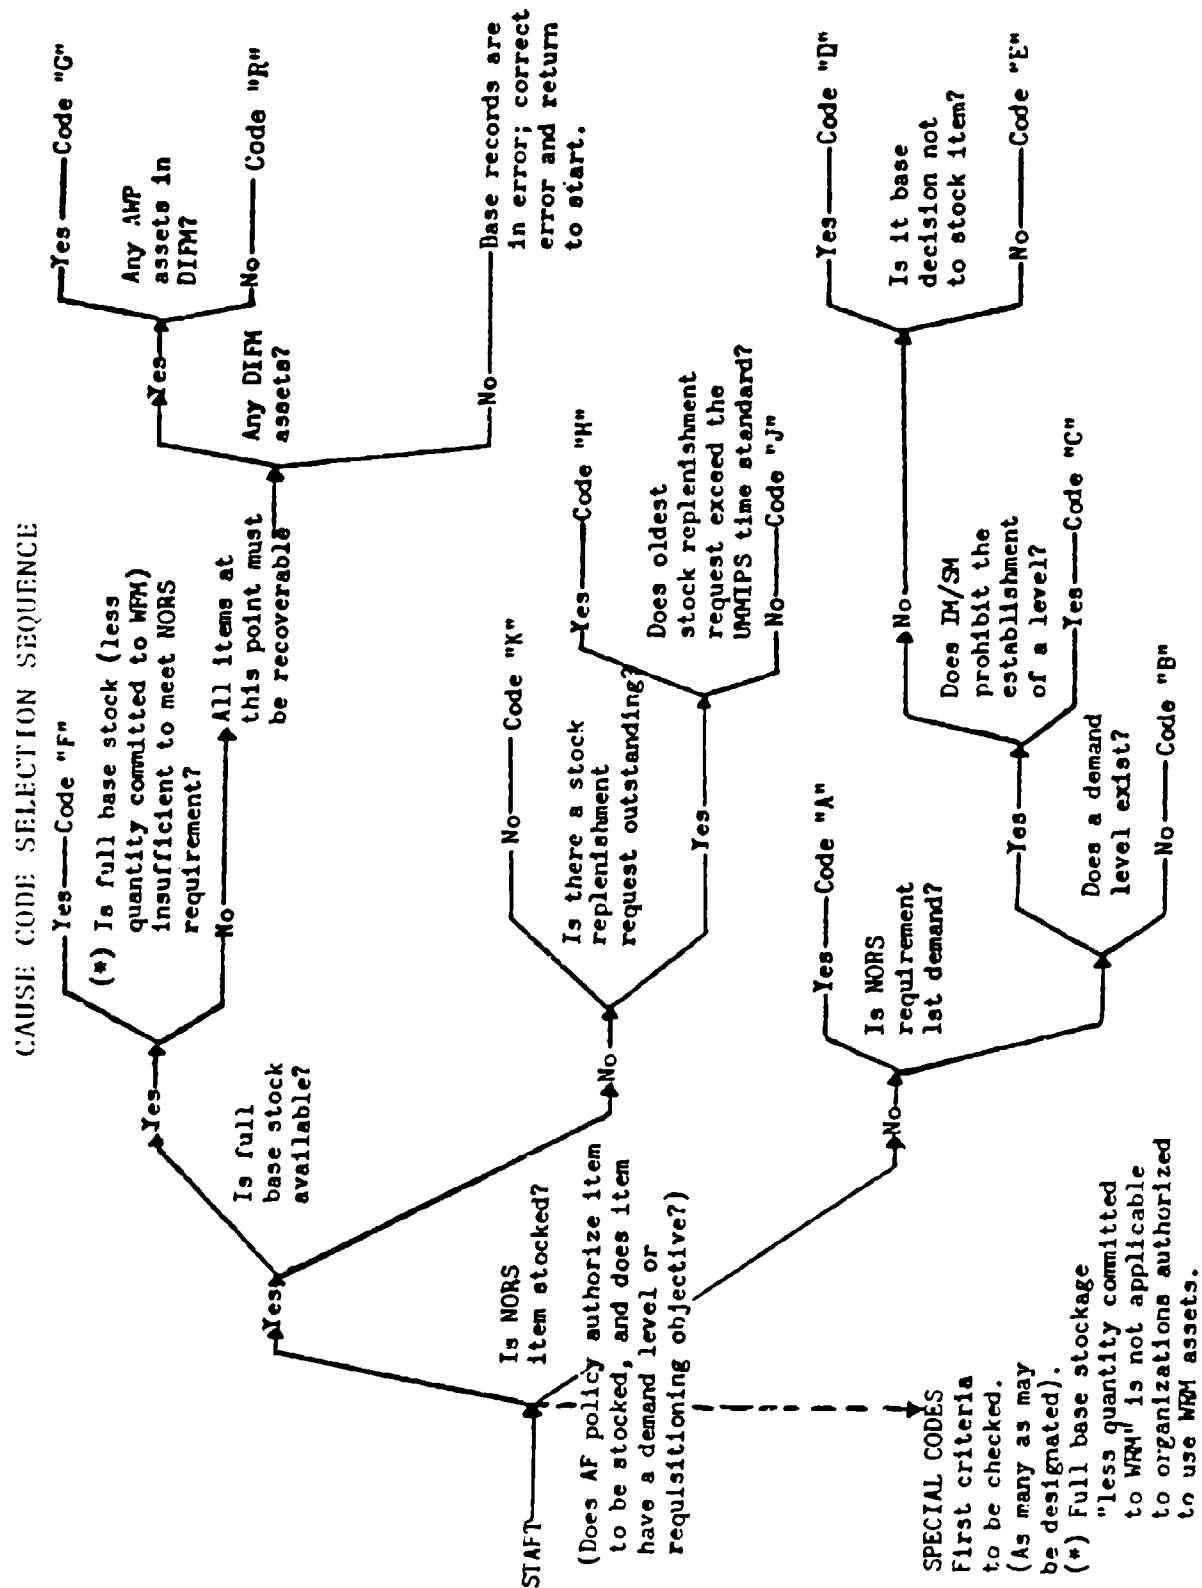 CAUSE CODE SELECTION SEQUENCE
Yes—Code "F"
(*) Is full base stock (less
quantity committed to WRM)
insufficient to meet NORS
requirement?
No
All items at
this point must
be recoverable
Yes
Is full
base stock
available?
Yes
No
Is NORS
item stocked?
(Does AF policy authorize item
to be stocked, and does item
have a demand level or
requisitioning objective?)
START
Yes
Any DIFM
assets?
No
Base records are
in error; correct
error and return
to start.
Yes—Code "G"
Any AWP
assets in
DIFM?
No—Code "R"
No—Code "K"
Is there a stock
replenishment
request outstanding?
Yes
Yes—Code "H"
Does oldest
stock replenishment
request exceed the
UMMIPS time standard?
No—Code "J"
No
Yes—Code "A"
Is NORS
requirement
1st demand?
Yes
Does a demand
level exist?
No—Code "B"
No
Does IM/SM
prohibit the
establishment
of a level?
Yes—Code "C"
Yes—Code "D"
Is it base
decision not
to stock item?
No—Code "E"
SPECIAL CODES
First criteria
to be checked.
(As many as may
be designated).
(*) Full base stockage
"less quantity committed
to WRM" is not applicable
to organizations authorized
to use WRM assets.